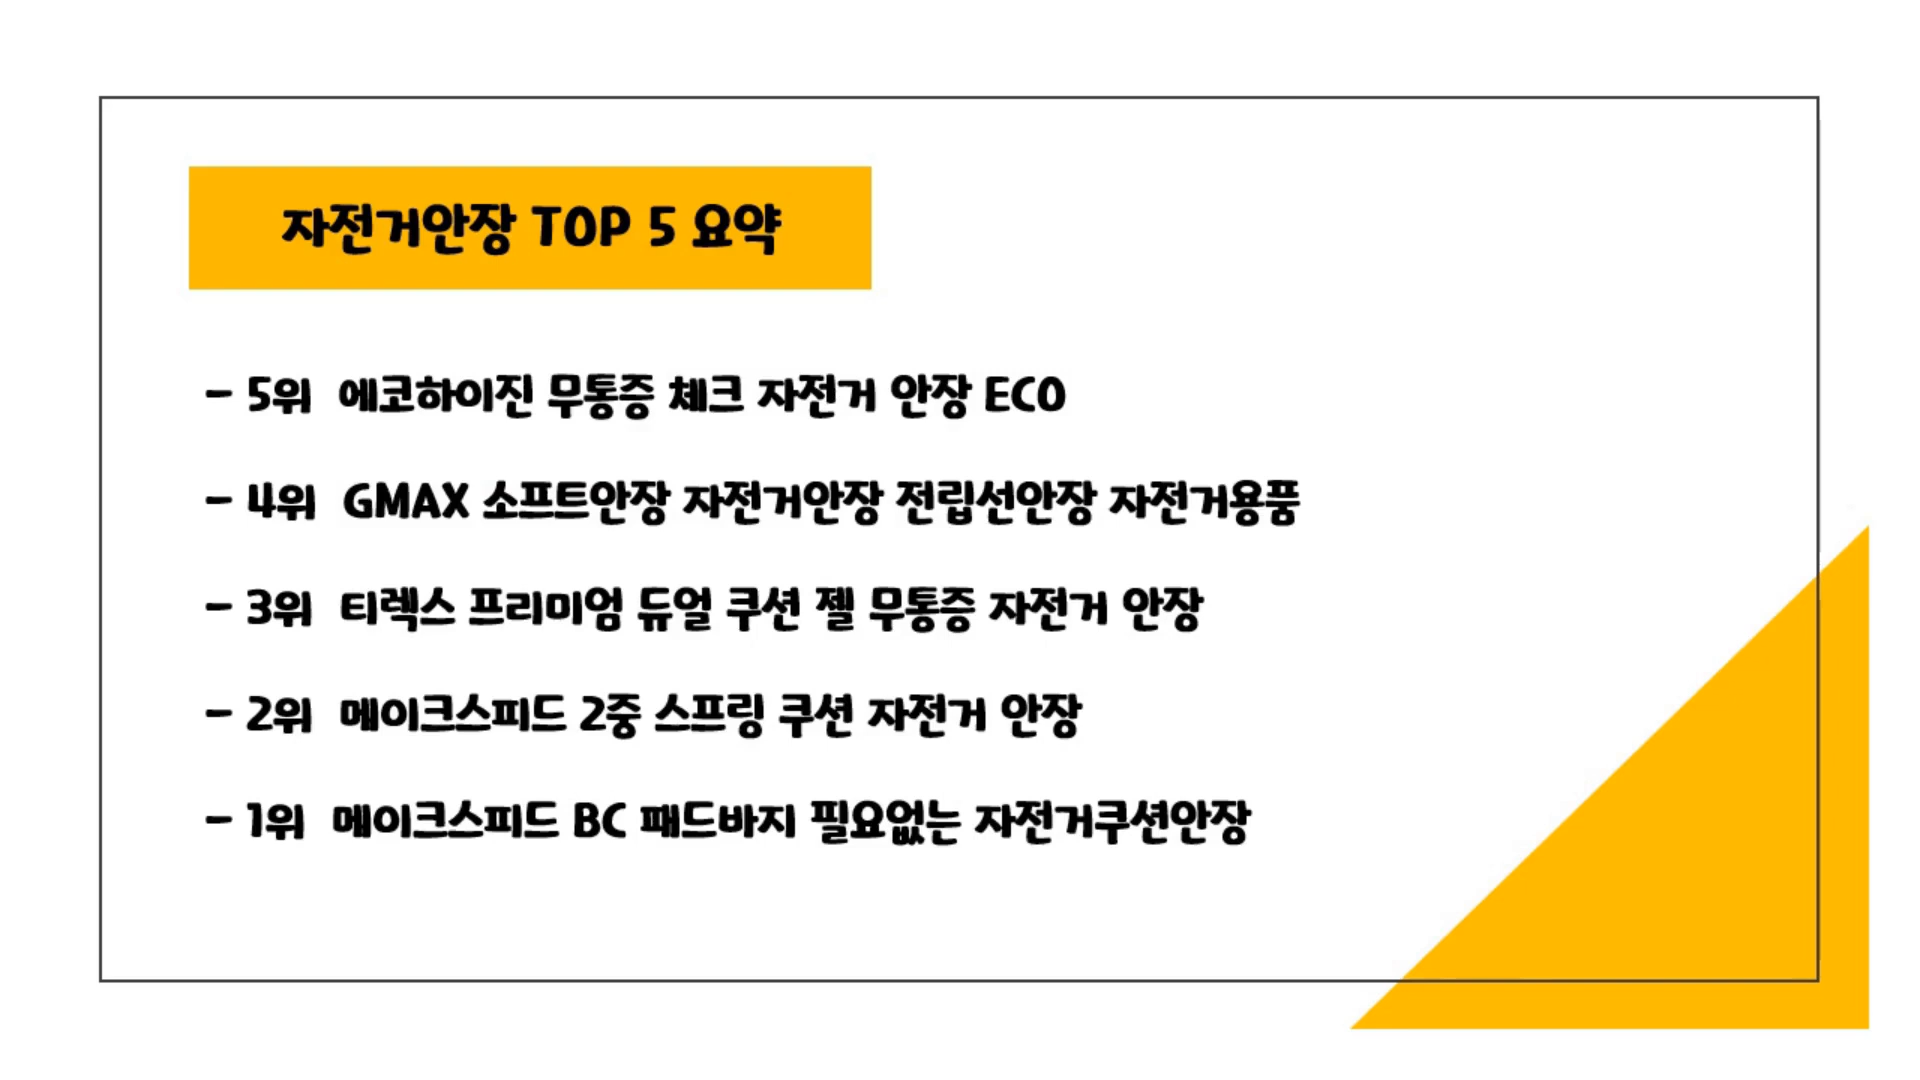 자전거안장 TOP 5 요약
- 5위 에코하이진 무통증 체크 자전거 안장 ECO
- 4위 GMAX 소프트안장 자전거안장 전립선안장 자전거용품
- 3위 티렉스 프리미엄 듀얼 쿠션 젤 무통증 자전거 안장
- 2위 메이크스피드 2중 스프링 쿠션 자전거 안장
- 1위 메이크스피드 BC 패드바지 필요없는 자전거쿠션안장